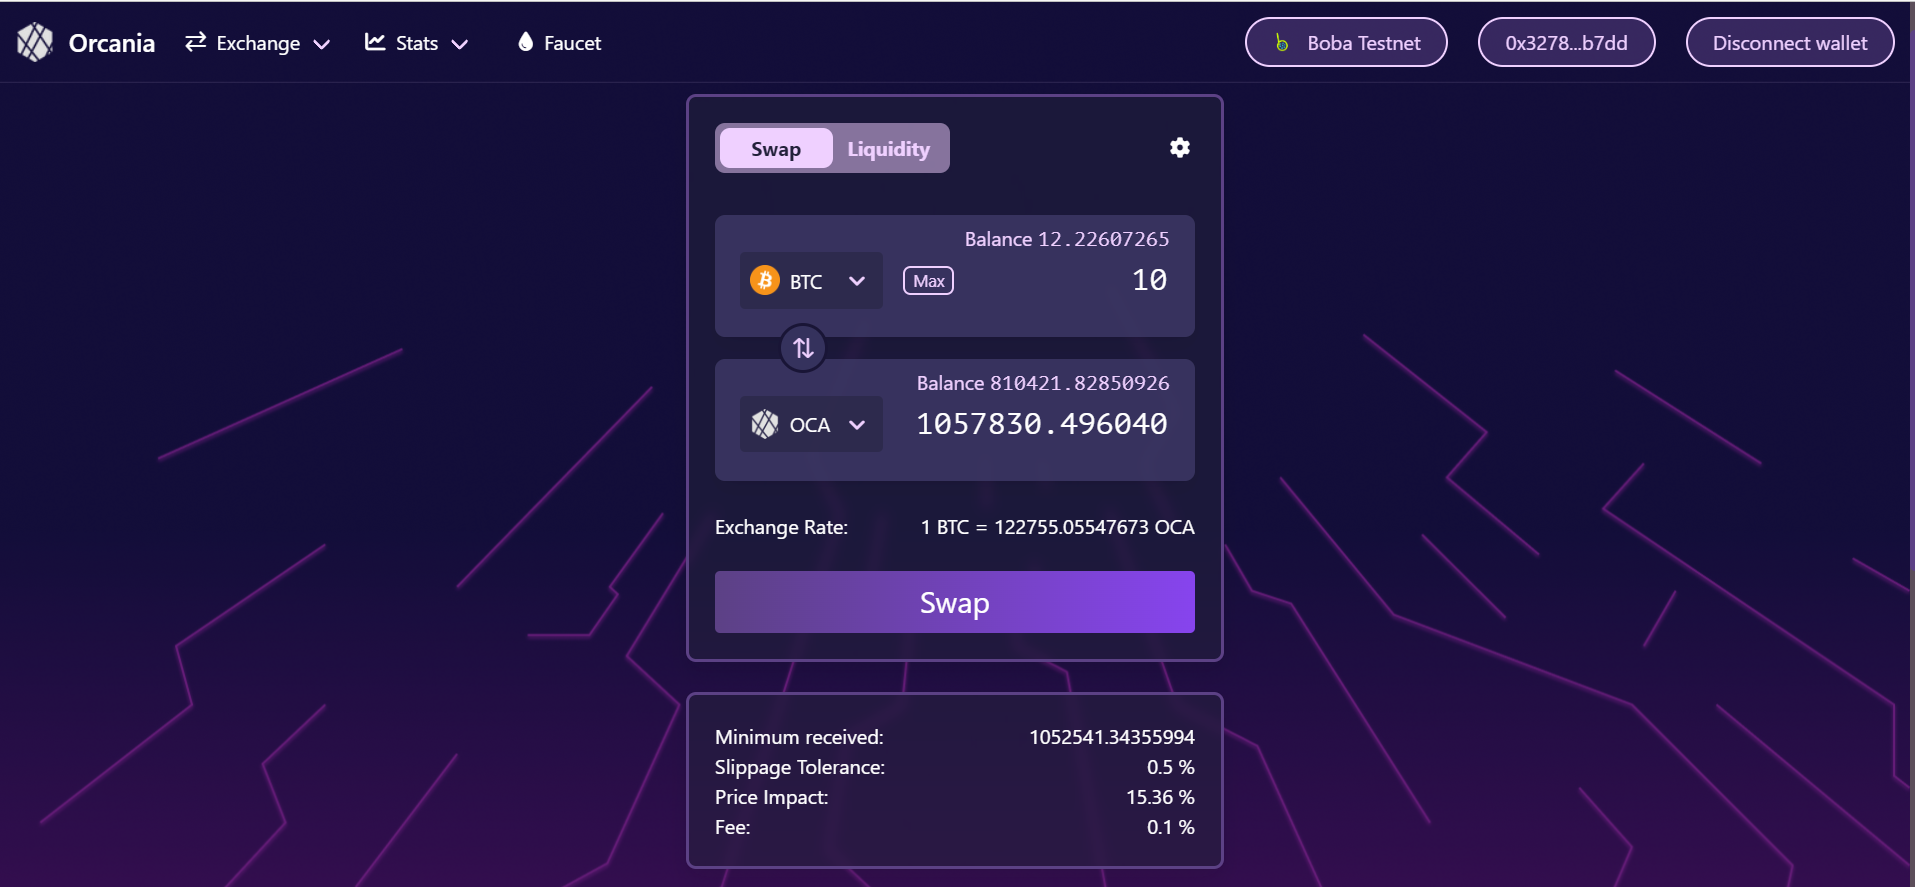 Orcania
Exchange
Stats
Faucet
Boba Testnet
0x3278...b7dd
Disconnect wallet
Swap
Liquidity
Balance 12.22607265
BTC
Max
10
Balance 810421.82850926
OCA
1057830.496040
Exchange Rate: 1 BTC = 122755.05547673 OCA
Swap
Minimum received: 1052541.34355994
Slippage Tolerance: 0.5 %
Price Impact: 15.36 %
Fee: 0.1 %